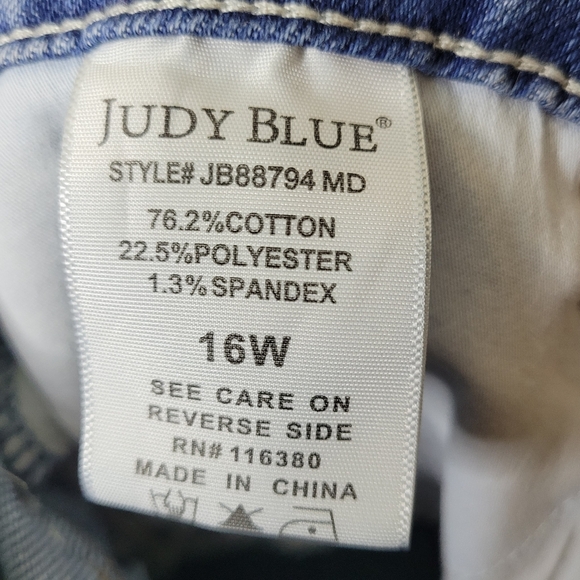 JUDY BLUE®
STYLE# JB88794 MD
76.2%COTTON
22.5%POLYESTER
1.3%SPANDEX
16W
SEE CARE ON
REVERSE SIDE
RN# 116380
MADE IN CHINA